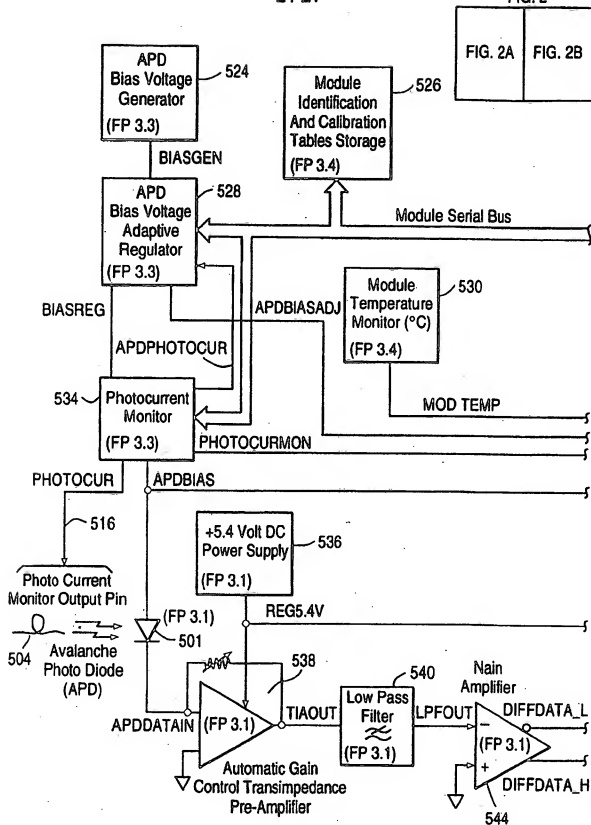 FIG. 2A
FIG. 2B
APD
Bias Voltage
Generator
(FP 3.3)
524
BIASGEN
Module
Identification
And Calibration
Tables Storage
(FP 3.4)
526
APD
Bias Voltage
Adaptive
Regulator
(FP 3.3)
528
Module Serial Bus
BIASREG
APDPHOTOCUR
APDBIASADJ
Module
Temperature
Monitor (°C)
(FP 3.4)
530
MOD TEMP
534
Photocurrent
Monitor
(FP 3.3)
PHOTOCURMON
PHOTOCUR
APDBIAS
516
+5.4 Volt DC
Power Supply
(FP 3.1)
536
REG5.4V
Photo Current
Monitor Output Pin
(FP 3.1)
501
504
Avalanche
Photo Diode
(APD)
538
APDDATAIN
(FP 3.1)
TIAOUT
Automatic Gain
Control Transimpedance
Pre-Amplifier
540
Low Pass
Filter
(FP 3.1)
LPFOUT
Nain
Amplifier
DIFFDATA_L
−
(FP 3.1)
+
DIFFDATA_H
544